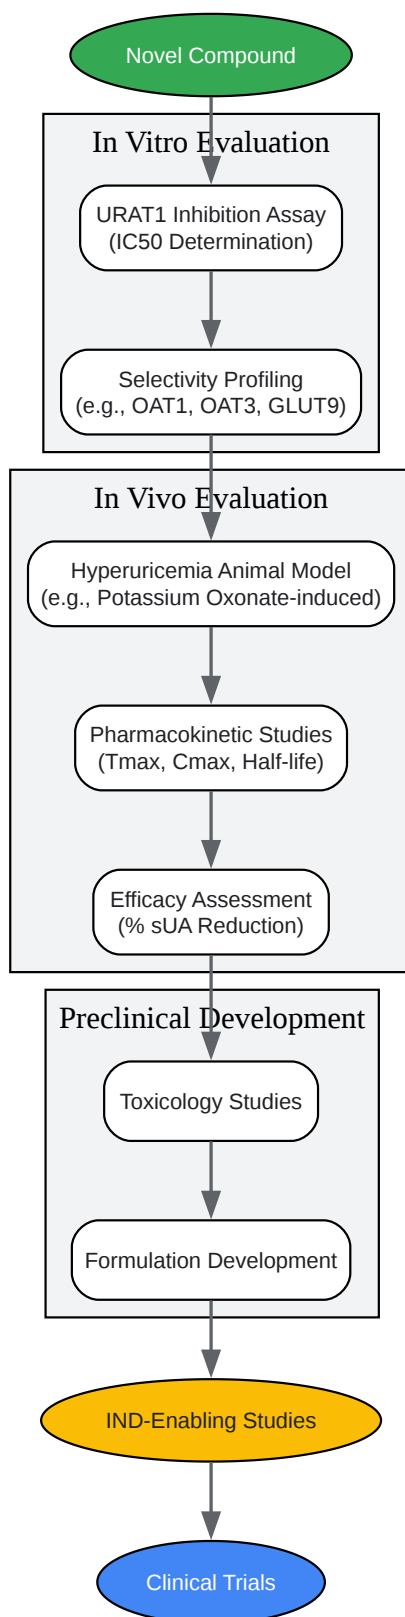 Novel Compound
In Vitro Evaluation
URAT1 Inhibition Assay
(IC50 Determination)
Selectivity Profiling
(e.g., OAT1, OAT3, GLUT9)
In Vivo Evaluation
Hyperuricemia Animal Model
(e.g., Potassium Oxonate-induced)
Pharmacokinetic Studies
(Tmax, Cmax, Half-life)
Efficacy Assessment
(% sUA Reduction)
Preclinical Development
Toxicology Studies
Formulation Development
IND-Enabling Studies
Clinical Trials